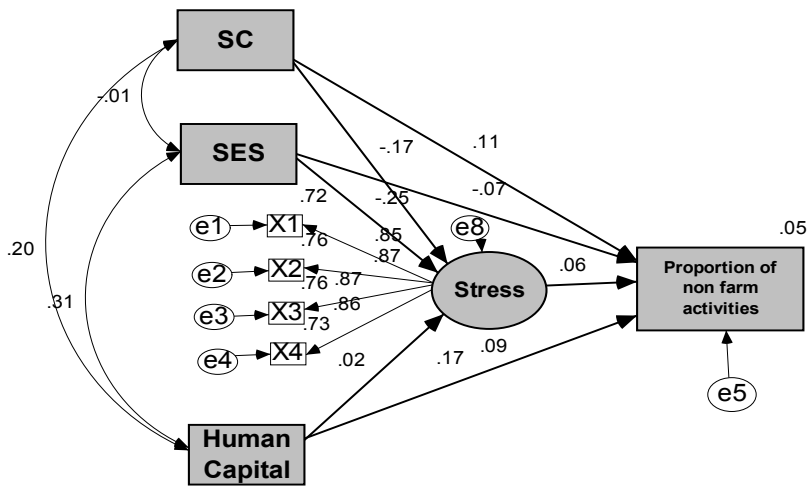 SC
-.01
SES
-.17
.11
.72
-.25
-.07
e1
X1
.76
.85
.87
e8
.05
.20
e2
X2
.76
.87
Stress
.06
Proportion of
non farm
activities
.31
e3
X3
.73
.86
e4
X4
.02
.17
.09
e5
Human
Capital